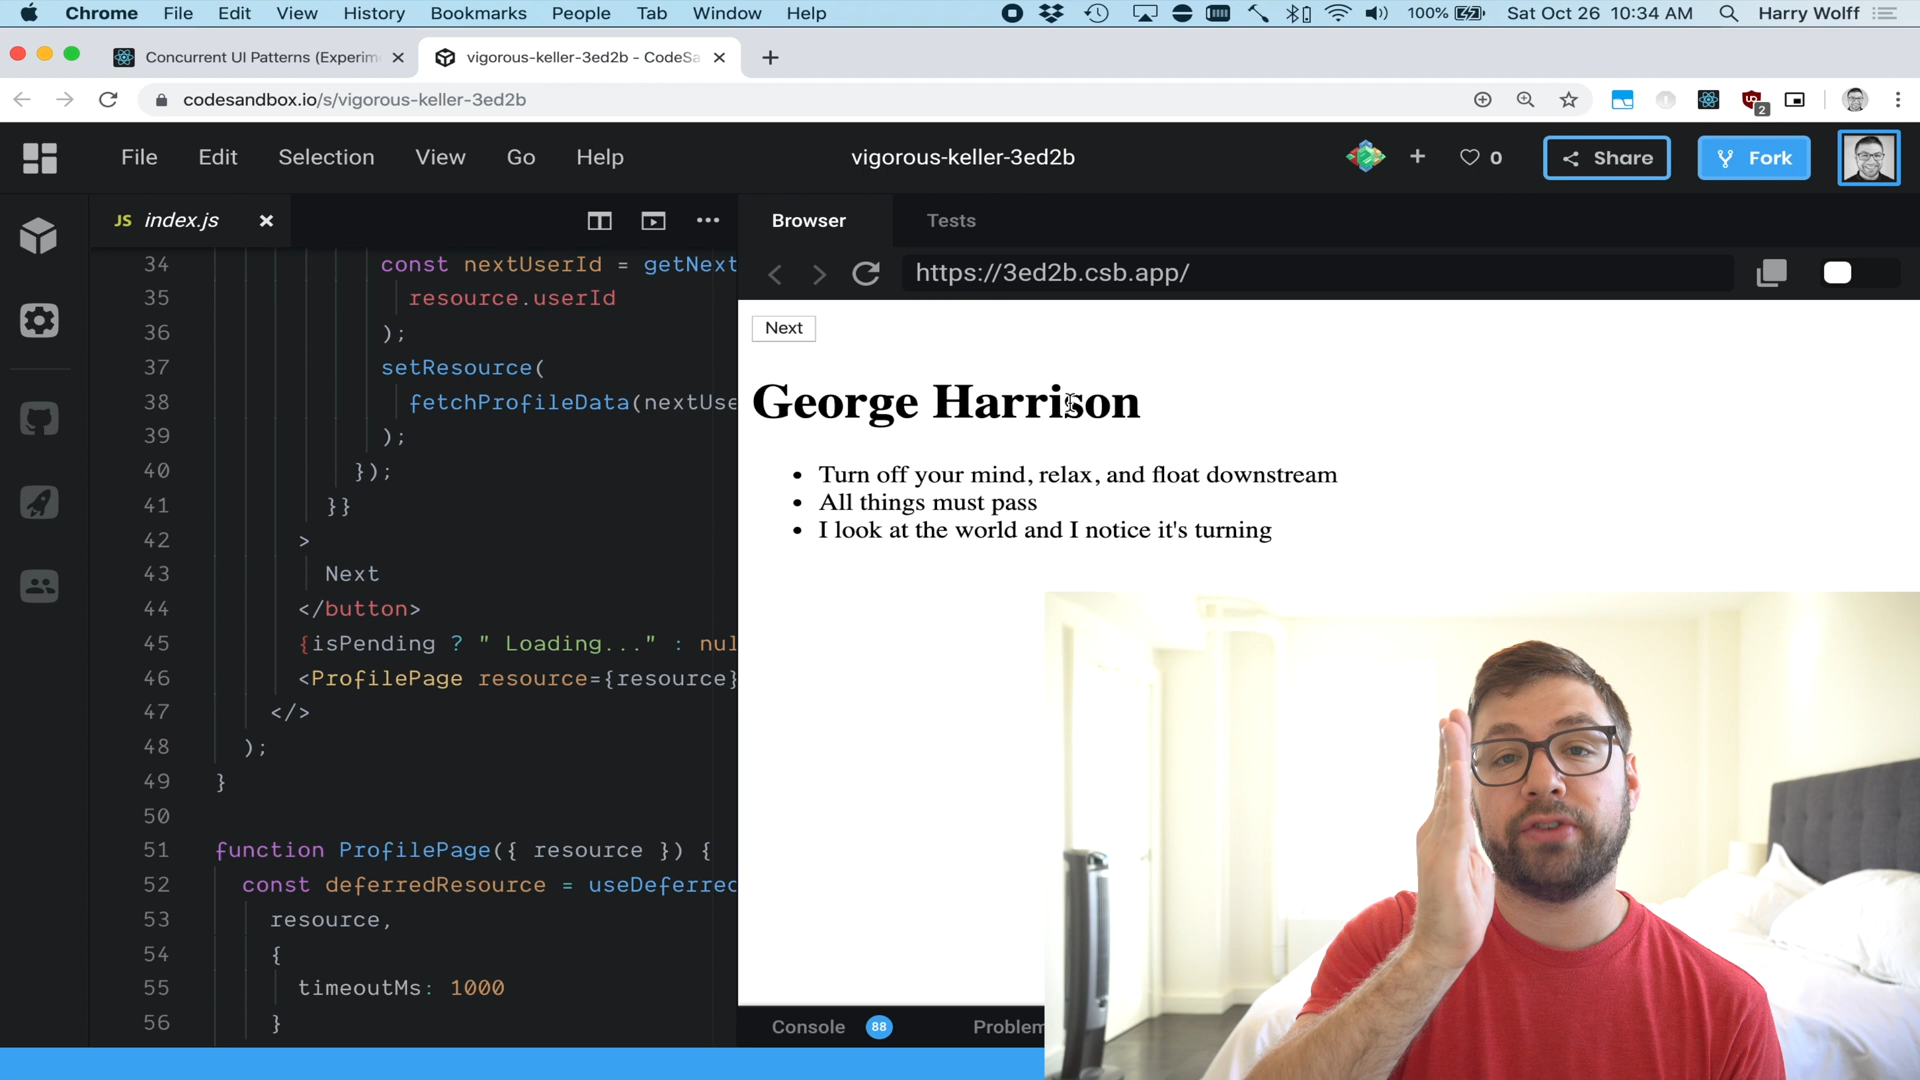 Chrome File Edit View History Bookmarks People Tab Window Help 100% Sat Oct 26 10:34 AM Harry Wolff
Concurrent UI Patterns (Experim
vigorous-keller-3ed2b - CodeSa
codesandbox.io/s/vigorous-keller-3ed2b
2
File Edit Selection View Go Help
vigorous-keller-3ed2b
0
Share
Fork
JS index.js
Browser
Tests
https://3ed2b.csb.app/
34 const nextUserId = getNext
35 resource.userId
36 );
37 setResource(
38 fetchProfileData(nextUse
39 );
40 });
41 }}
42 >
43 Next
44 </button>
45 {isPending ? " Loading..." : nul
46 <ProfilePage resource={resource}
47 </>
48 );
49 }
50
51 function ProfilePage({ resource }) {
52 const deferredResource = useDeferred
53 resource,
54 {
55 timeoutMs: 1000
56 }
Next
George Harrison
• Turn off your mind, relax, and float downstream
• All things must pass
• I look at the world and I notice it's turning
Console 88 Problem